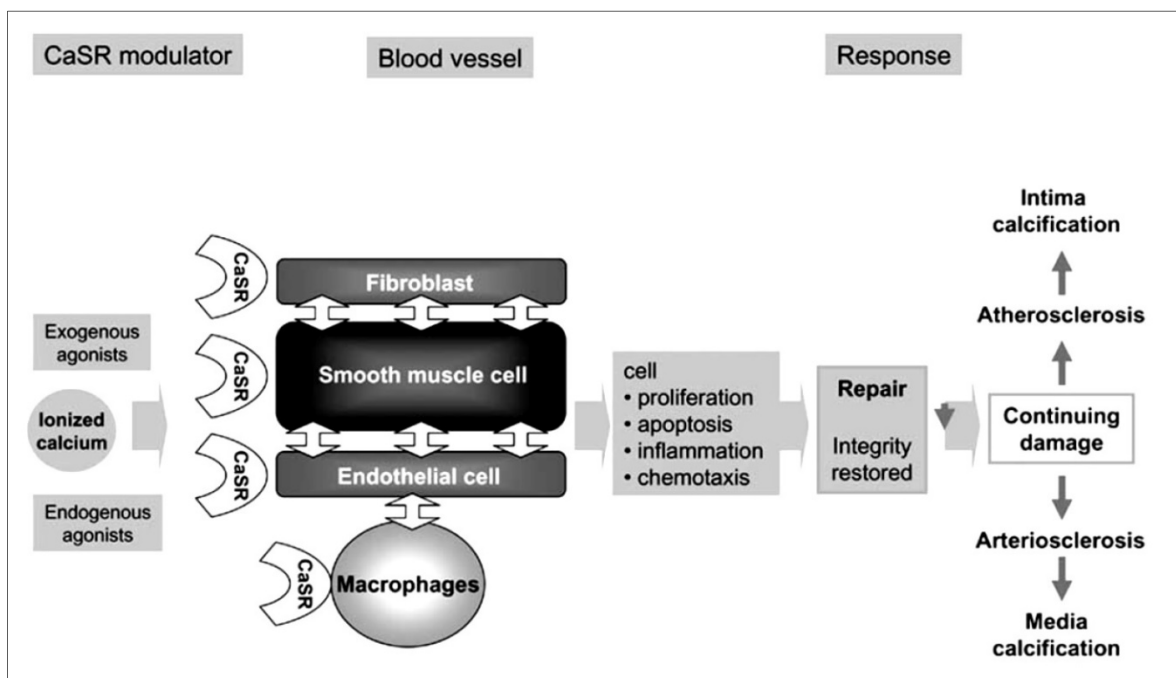 CaSR modulator
Blood vessel
Response
Exogenous
agonists
Ionized
calcium
Endogenous
agonists
CaSR
CaSR
CaSR
CaSR
Fibroblast
Smooth muscle cell
Endothelial cell
Macrophages
cell
• proliferation
• apoptosis
• inflammation
• chemotaxis
Repair
Integrity
restored
Intima
calcification
Atherosclerosis
Continuing
damage
Arteriosclerosis
Media
calcification